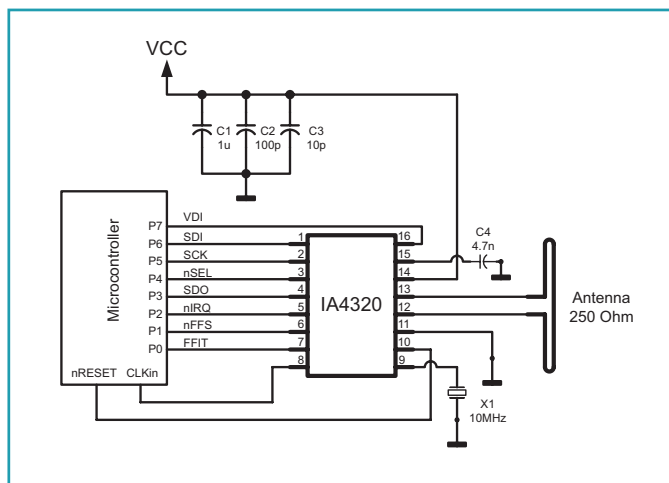 VCC
C1
1u
C2
100p
C3
10p
Microcontroller
P7
P6
P5
P4
P3
P2
P1
P0
nRESET
CLKin
VDI
SDI
SCK
nSEL
SDO
nIRQ
nFFS
FFIT
1
2
3
4
5
6
7
8
IA4320
16
15
14
13
12
11
10
9
C4
4.7n
Antenna
250 Ohm
X1
10MHz